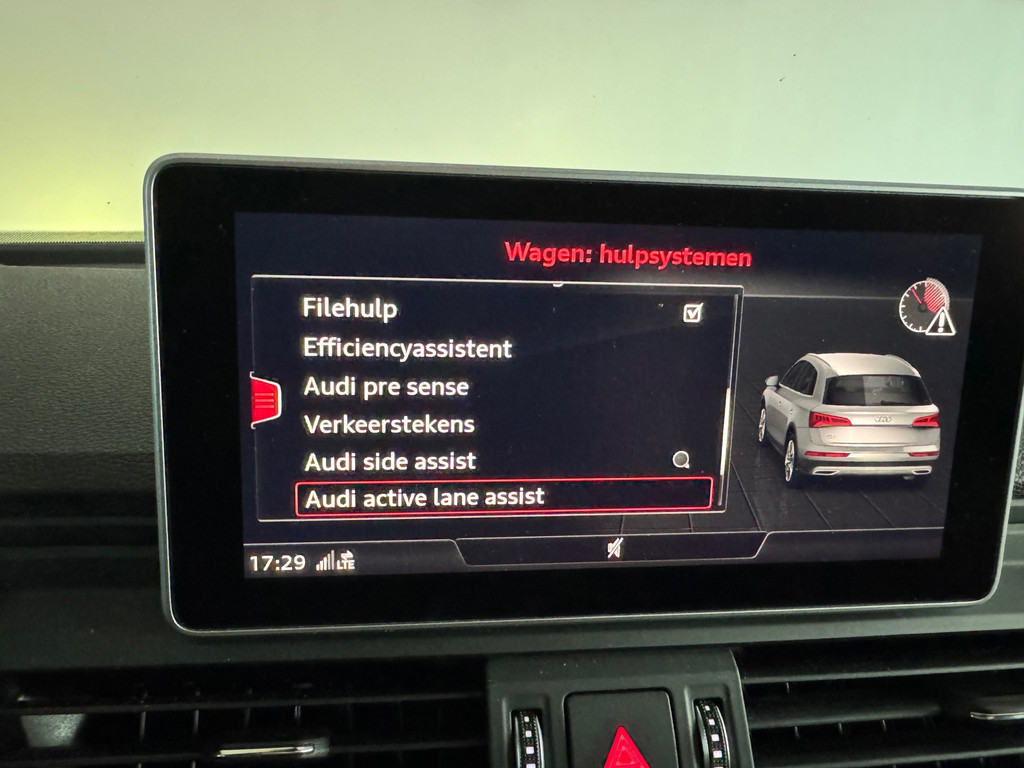 Wagen: hulpsystemen
Filehulp
Efficiencyassistent
Audi pre sense
Verkeerstekens
Audi side assist
Audi active lane assist
17:29 LTE